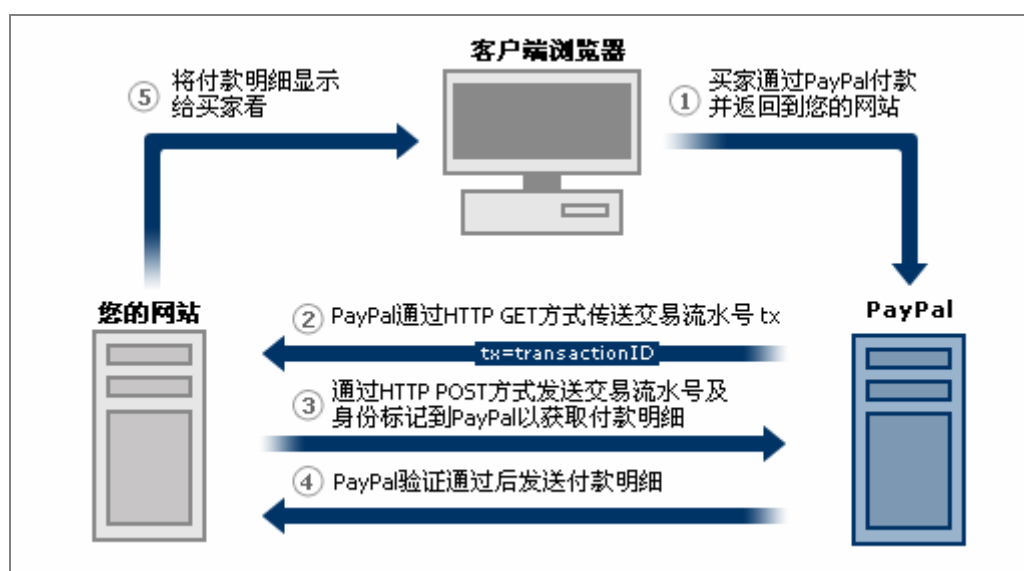 客户端浏览器
⑤ 将付款明细显示
给买家看
① 买家通过PayPal付款
并返回到您的网站
您的网站
PayPal
② PayPal通过HTTP GET方式传送交易流水号 tx
tx=transactionID
③ 通过HTTP POST方式发送交易流水号及
身份标记到PayPal以获取付款明细
④ PayPal验证通过后发送付款明细